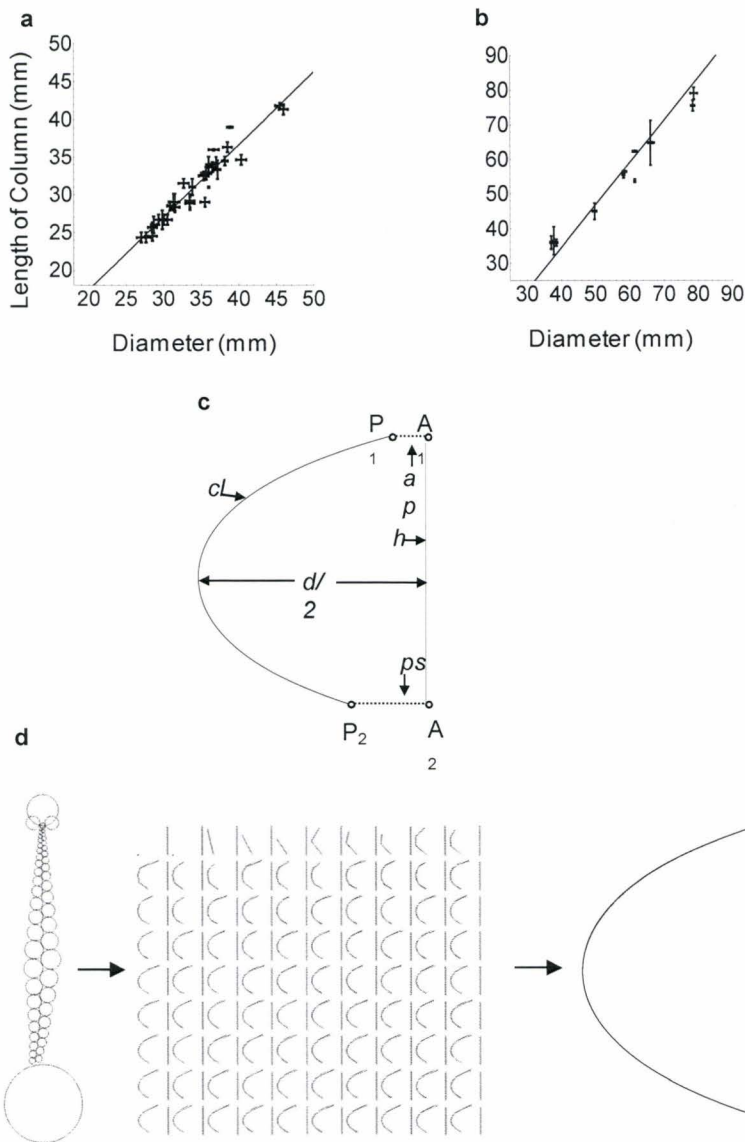 a
b
50
45
40
35
30
25
20
20 25 30 35 40 45 50
Length of Column (mm)
Diameter (mm)
90
80
70
60
50
40
30
30 40 50 60 70 80 90
Diameter (mm)
c
P A
1 1
cL
a
p
h
d/
2
ps
P2 A
2
d